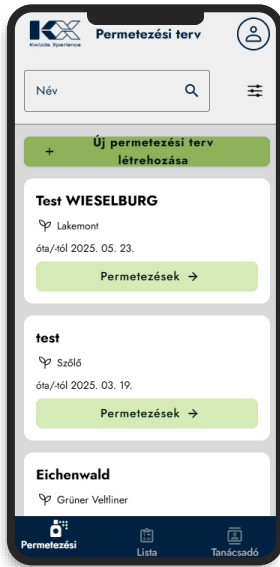 KX
Kwizda Xperience
Permetezési terv
Név
+ Új permetezési terv
létrehozása
Test WIESELBURG
Lakemont
óta/-tól 2025. 05. 23.
Permetezések →
test
Szőlő
óta/-tól 2025. 03. 19.
Permetezések →
Eichenwald
Grüner Veltliner
Permetezési
Lista
Tanácsadó